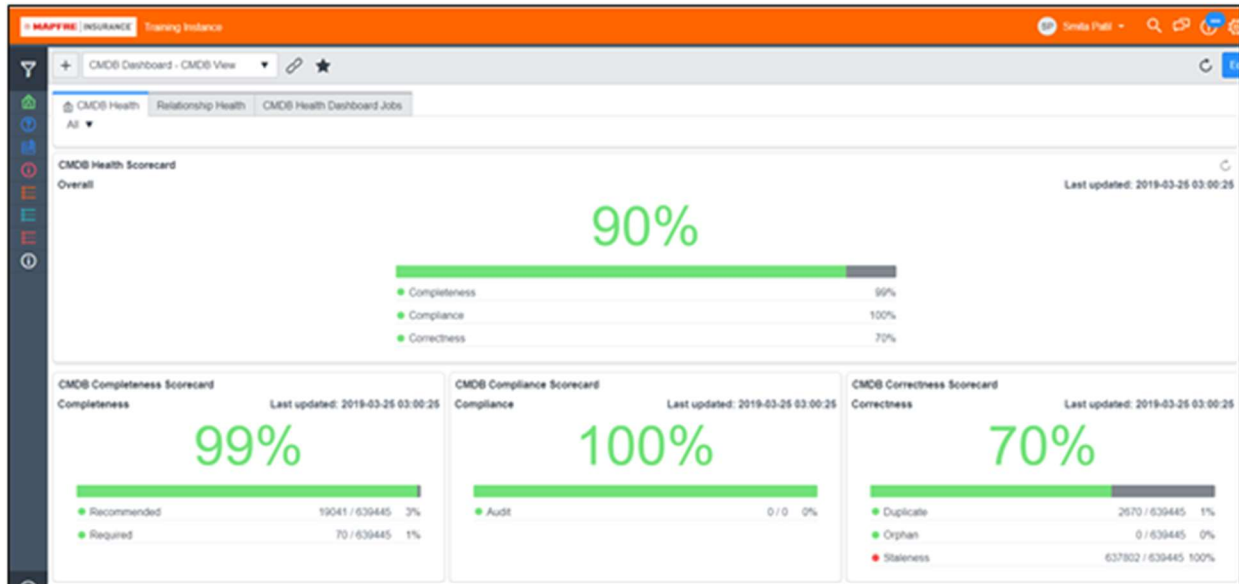 MAPFRE INSURANCE Training Instance SP Smita Patil
CMDB Dashboard - CMDB View
CMDB Health Relationship Health CMDB Health Dashboard Jobs
All
CMDB Health Scorecard
Overall Last updated: 2019-03-25 03:00:25
90%
Completeness 99%
Compliance 100%
Correctness 70%
CMDB Completeness Scorecard
Completeness Last updated: 2019-03-25 03:00:25
99%
Recommended 19041 / 639445 3%
Required 70 / 639445 1%
CMDB Compliance Scorecard
Compliance Last updated: 2019-03-25 03:00:25
100%
Audit 0 / 0 0%
CMDB Correctness Scorecard
Correctness Last updated: 2019-03-25 03:00:25
70%
Duplicate 2670 / 639445 1%
Orphan 0 / 639445 0%
Staleness 637802 / 639445 100%